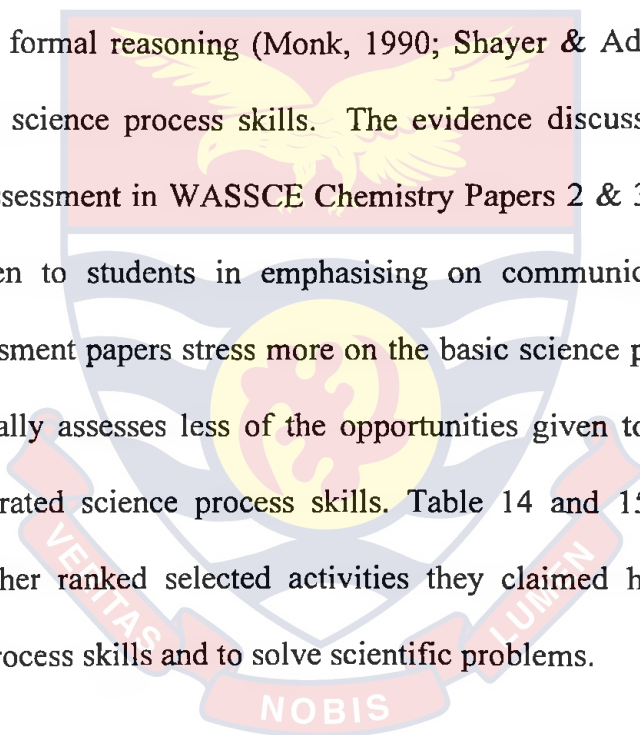 formal reasoning (Monk, 1990; Shayer & Ad
science process skills. The evidence discuss
ssessment in WASSCE Chemistry Papers 2 & 3
en to students in emphasising on communic
sment papers stress more on the basic science p
ally assesses less of the opportunities given to
rated science process skills. Table 14 and 15
her ranked selected activities they claimed h
rocess skills and to solve scientific problems.
VERITAS
NOBIS
LUMEN